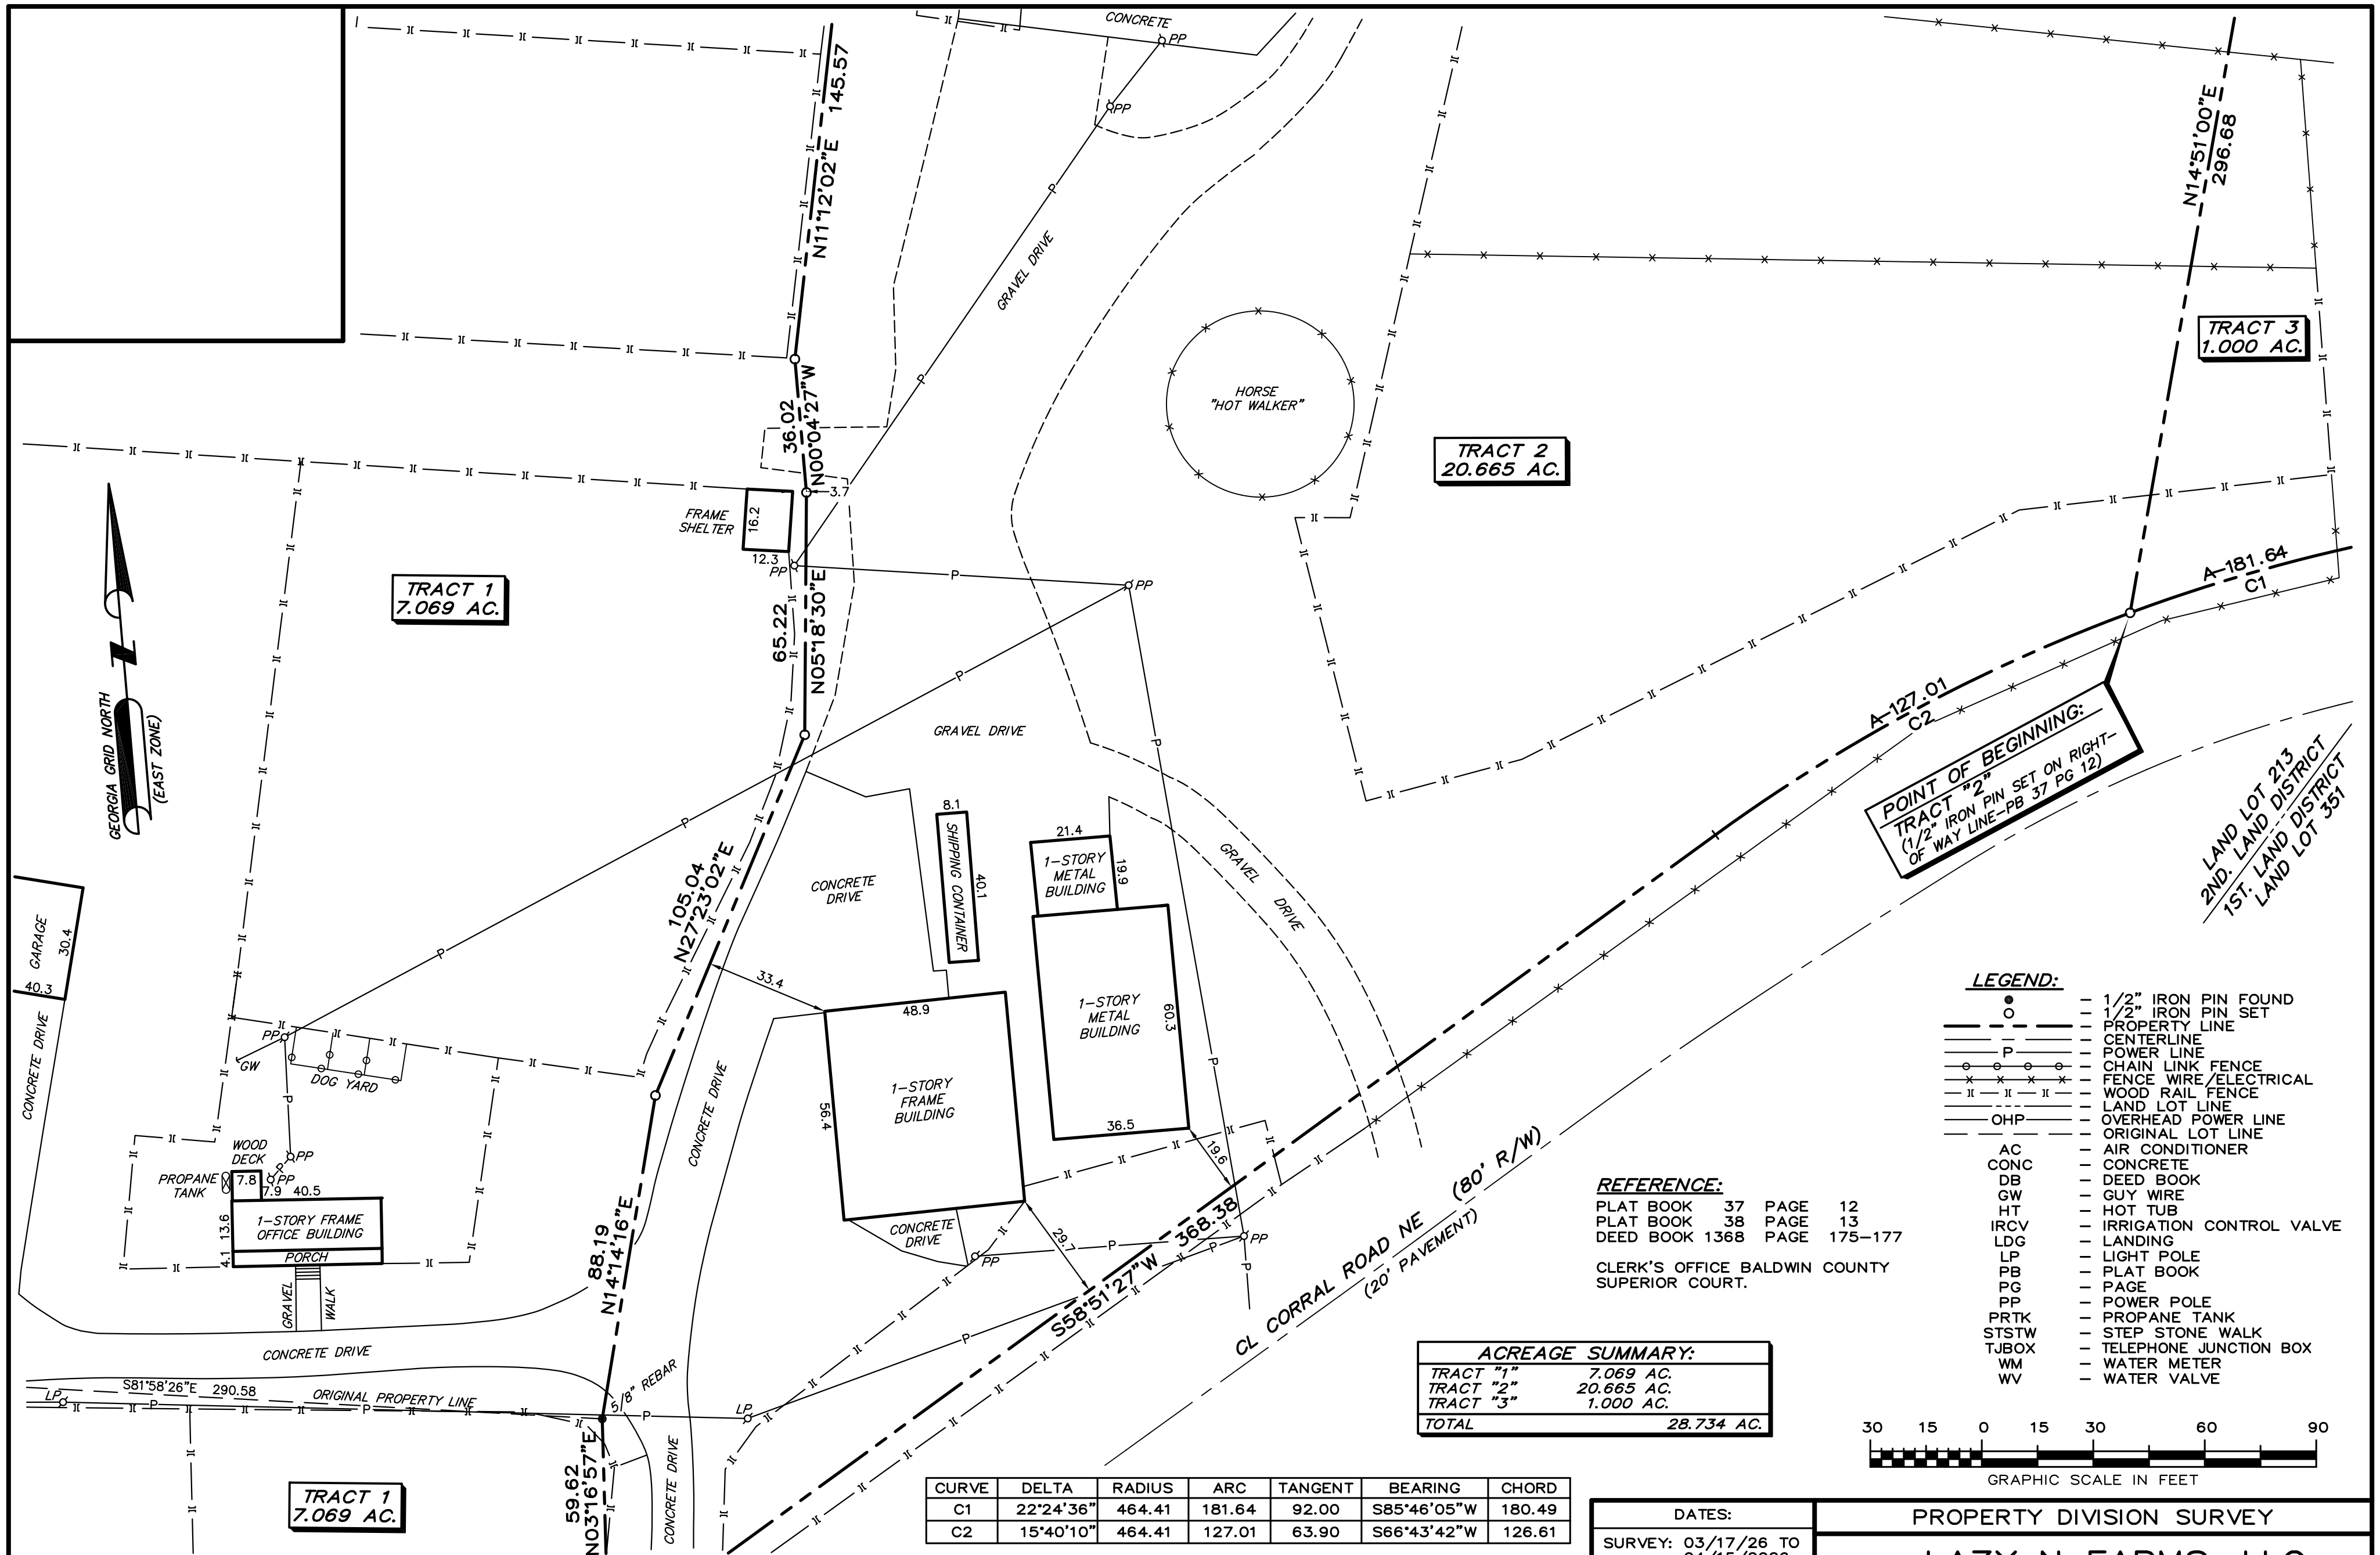 CONCRETE
PP
PP
N11°12'02"E 145.57
N14°51'00"E
296.68
GRAVEL DRIVE
HORSE
"HOT WALKER"
TRACT 3
1.000 AC.
TRACT 2
20.665 AC.
36.02
N00°04'27"W
3.7
FRAME
SHELTER
16.2
12.3
PP
PP
TRACT 1
7.069 AC.
65.22
N05°18'30"E
GEORGIA GRID NORTH
(EAST ZONE)
N
A-181.64
C1
A-127.01
C2
POINT OF BEGINNING:
TRACT "2"
(1/2" IRON PIN SET ON RIGHT-
OF WAY LINE-PB 37 PG 12)
LAND LOT 213
2ND. LAND DISTRICT
1ST. LAND DISTRICT
LAND LOT 351
GRAVEL DRIVE
105.04
N27°23'02"E
CONCRETE
DRIVE
8.1
SHIPPING CONTAINER
40.1
21.4
1-STORY
METAL
BUILDING
19.9
GRAVEL
DRIVE
GARAGE
30.4
40.3
CONCRETE DRIVE
33.4
48.9
1-STORY
FRAME
BUILDING
56.4
1-STORY
METAL
BUILDING
60.3
36.5
19.6
29.7
PP
GW
DOG YARD
WOOD
DECK
PP
PP
PROPANE
TANK
7.8
7.9 40.5
13.6
1-STORY FRAME
OFFICE BUILDING
4.1
PORCH
GRAVEL
WALK
CONCRETE DRIVE
88.19
N14°14'16"E
CONCRETE DRIVE
CONCRETE
DRIVE
PP
PP
S58°51'27"W 368.38
CL CORRAL ROAD NE (80' R/W)
(20' PAVEMENT)
S81°58'26"E 290.58
ORIGINAL PROPERTY LINE
LP
5/8" REBAR
LP
59.62
N03°16'57"E
CONCRETE DRIVE
TRACT 1
7.069 AC.
LEGEND:
– 1/2" IRON PIN FOUND
– 1/2" IRON PIN SET
– PROPERTY LINE
– CENTERLINE
P – POWER LINE
– CHAIN LINK FENCE
– FENCE WIRE/ELECTRICAL
– WOOD RAIL FENCE
– LAND LOT LINE
OHP – OVERHEAD POWER LINE
– ORIGINAL LOT LINE
AC – AIR CONDITIONER
CONC – CONCRETE
DB – DEED BOOK
GW – GUY WIRE
HT – HOT TUB
IRCV – IRRIGATION CONTROL VALVE
LDG – LANDING
LP – LIGHT POLE
PB – PLAT BOOK
PG – PAGE
PP – POWER POLE
PRTK – PROPANE TANK
STSTW – STEP STONE WALK
TJBOX – TELEPHONE JUNCTION BOX
WM – WATER METER
WV – WATER VALVE
REFERENCE:
PLAT BOOK 37 PAGE 12
PLAT BOOK 38 PAGE 13
DEED BOOK 1368 PAGE 175-177
CLERK'S OFFICE BALDWIN COUNTY
SUPERIOR COURT.
ACREAGE SUMMARY:
TRACT "1" 7.069 AC.
TRACT "2" 20.665 AC.
TRACT "3" 1.000 AC.
TOTAL 28.734 AC.
30 15 0 15 30 60 90
GRAPHIC SCALE IN FEET
CURVE DELTA RADIUS ARC TANGENT BEARING CHORD
C1 22°24'36" 464.41 181.64 92.00 S85°46'05"W 180.49
C2 15°40'10" 464.41 127.01 63.90 S66°43'42"W 126.61
DATES:
SURVEY: 03/17/26 TO
PROPERTY DIVISION SURVEY